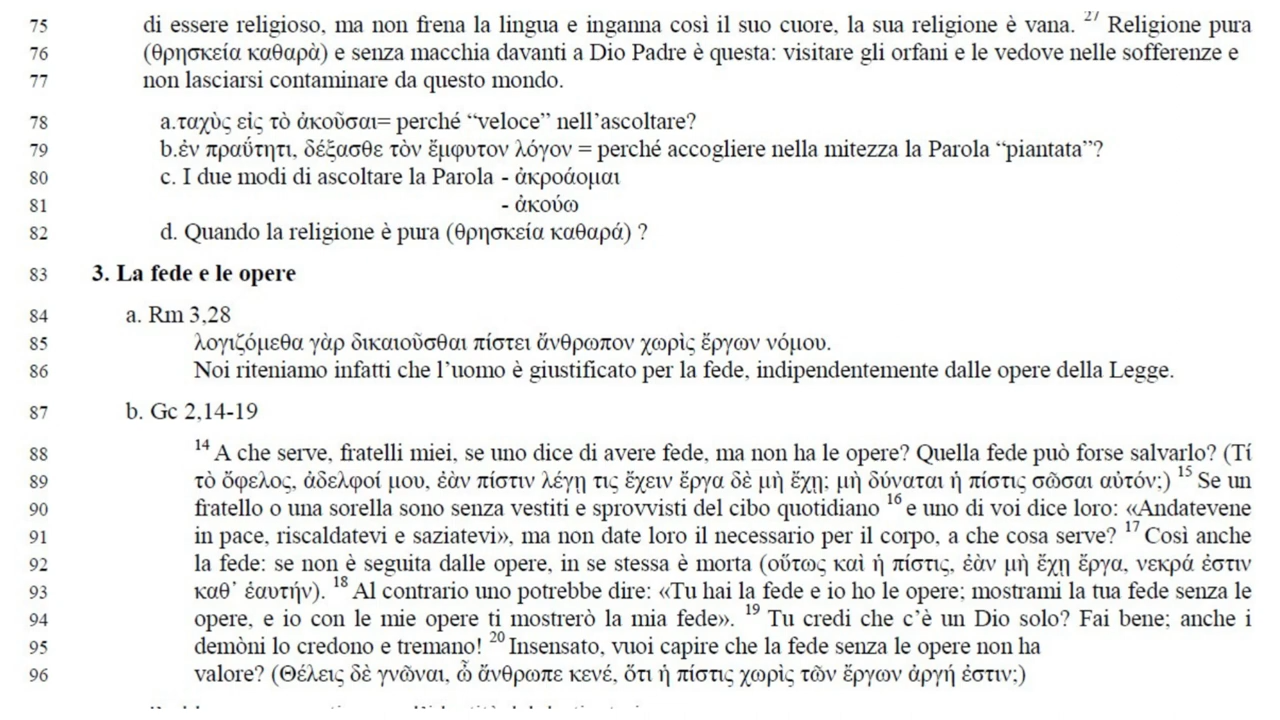 75 di essere religioso, ma non frena la lingua e inganna così il suo cuore, la sua religione è vana. 27 Religione pura
76 (θρησκεία καθαρὰ) e senza macchia davanti a Dio Padre è questa: visitare gli orfani e le vedove nelle sofferenze e
77 non lasciarsi contaminare da questo mondo.
78 a.ταχὺς εἰς τὸ ἀκοῦσαι= perché “veloce” nell’ascoltare?
79 b.ἐν πραΰτητι, δέξασθε τὸν ἔμφυτον λόγον = perché accogliere nella mitezza la Parola “piantata”?
80 c. I due modi di ascoltare la Parola - ἀκροάομαι
81 - ἀκούω
82 d. Quando la religione è pura (θρησκεία καθαρά) ?
83 3. La fede e le opere
84 a. Rm 3,28
85 λογιζόμεθα γὰρ δικαιοῦσθαι πίστει ἄνθρωπον χωρὶς ἔργων νόμου.
86 Noi riteniamo infatti che l’uomo è giustificato per la fede, indipendentemente dalle opere della Legge.
87 b. Gc 2,14-19
88 14 A che serve, fratelli miei, se uno dice di avere fede, ma non ha le opere? Quella fede può forse salvarlo? (Τί
89 τὸ ὄφελος, ἀδελφοί μου, ἐὰν πίστιν λέγῃ τις ἔχειν ἔργα δὲ μὴ ἔχῃ; μὴ δύναται ἡ πίστις σῶσαι αὐτόν;) 15 Se un
90 fratello o una sorella sono senza vestiti e sprovvisti del cibo quotidiano 16 e uno di voi dice loro: «Andatevene
91 in pace, riscaldatevi e saziatevi», ma non date loro il necessario per il corpo, a che cosa serve? 17 Così anche
92 la fede: se non è seguita dalle opere, in se stessa è morta (οὕτως καὶ ἡ πίστις, ἐὰν μὴ ἔχῃ ἔργα, νεκρά ἐστιν
93 καθ᾽ ἑαυτήν). 18 Al contrario uno potrebbe dire: «Tu hai la fede e io ho le opere; mostrami la tua fede senza le
94 opere, e io con le mie opere ti mostrerò la mia fede». 19 Tu credi che c’è un Dio solo? Fai bene; anche i
95 demòni lo credono e tremano! 20 Insensato, vuoi capire che la fede senza le opere non ha
96 valore? (Θέλεις δὲ γνῶναι, ὦ ἄνθρωπε κενέ, ὅτι ἡ πίστις χωρὶς τῶν ἔργων ἀργή ἐστιν;)